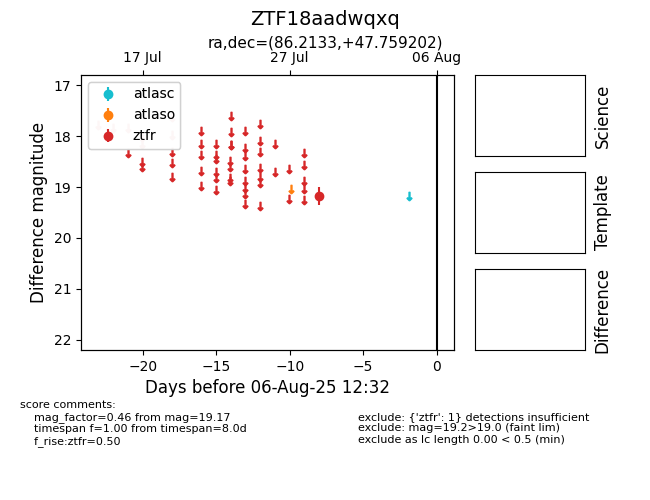 ZTF18aadwqxq
ra,dec=(86.2133,+47.759202)
17 Jul
27 Jul
06 Aug
atlasc
atlaso
ztfr
17
18
19
20
21
22
Difference magnitude
−20
−15
−10
−5
0
Days before 06-Aug-25 12:32
Science
Template
Difference
score comments:
mag_factor=0.46 from mag=19.17
timespan f=1.00 from timespan=8.0d
f_rise:ztfr=0.50
exclude: {'ztfr': 1} detections insufficient
exclude: mag=19.2>19.0 (faint lim)
exclude as lc length 0.00 < 0.5 (min)